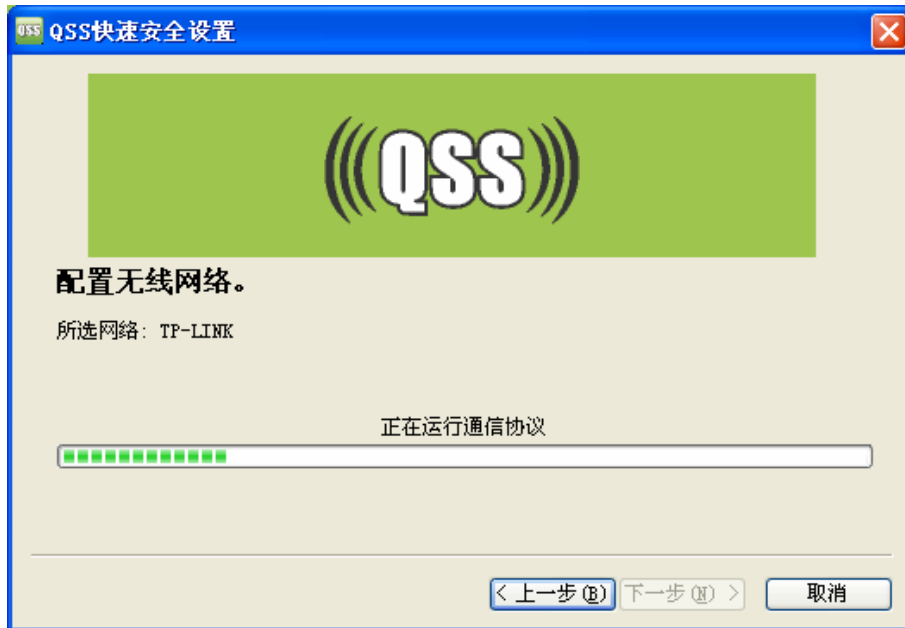 QSS QSS快速安全设置
(((QSS)))
配置无线网络。
所选网络: TP-LINK
正在运行通信协议
< 上一步(B)
下一步(N) >
取消